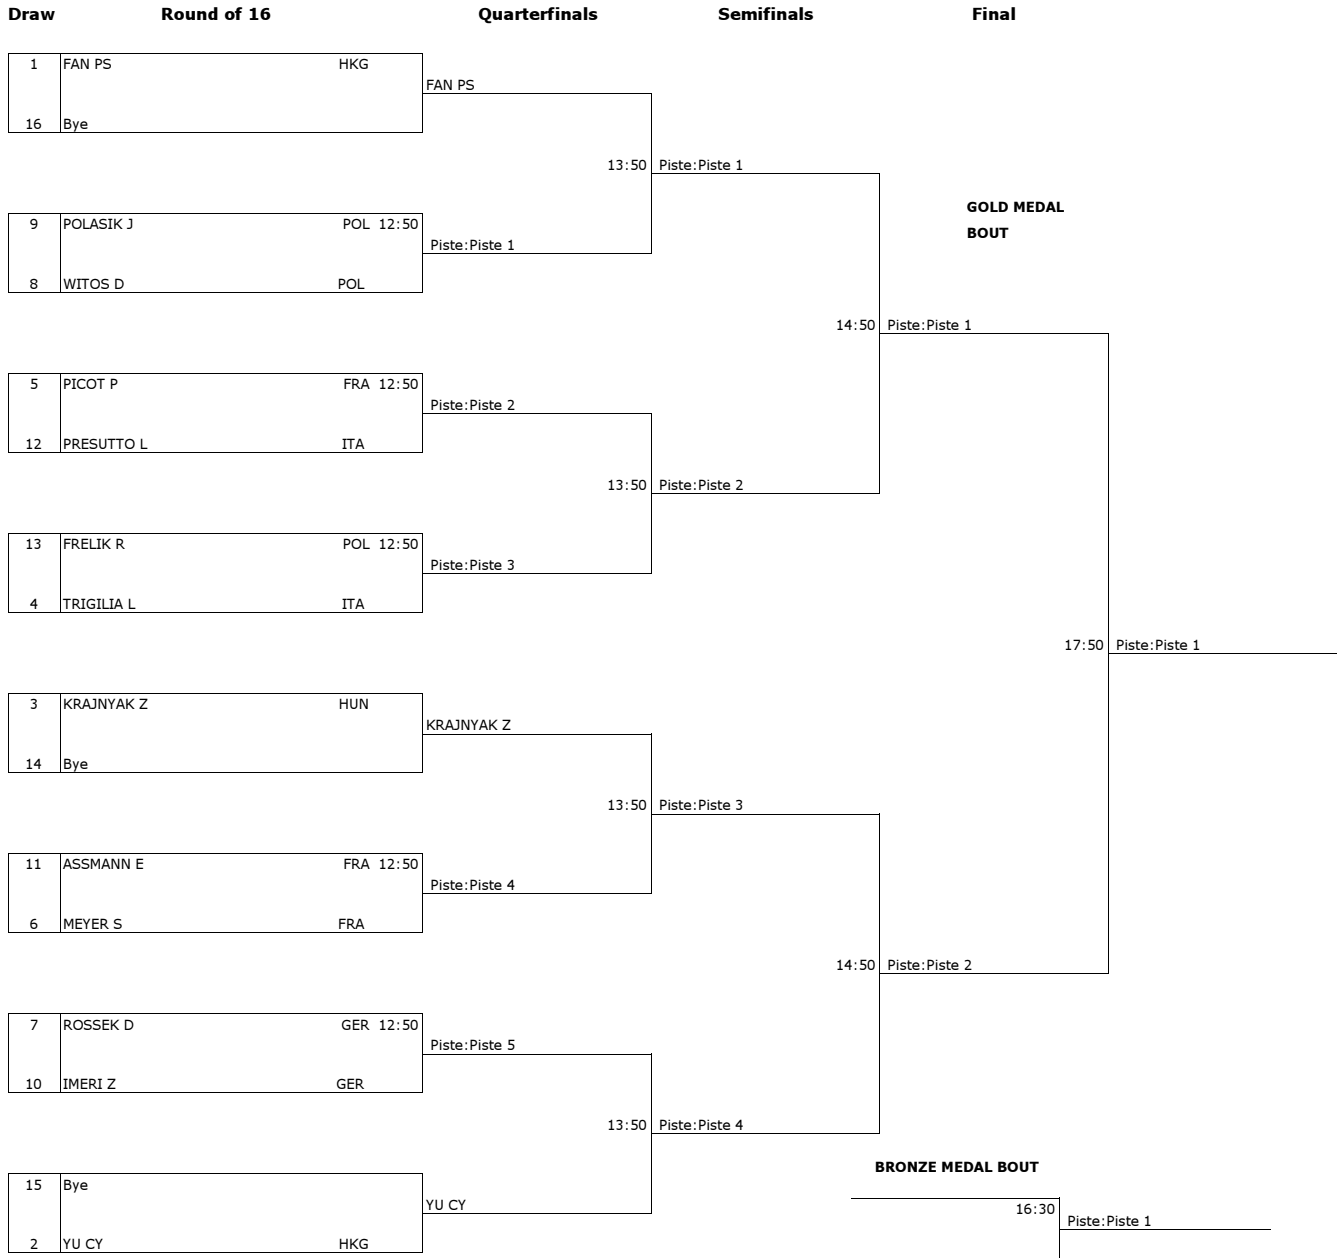 Draw Round of 16 Quarterfinals Semifinals Final
1 FAN PS HKG
FAN PS
16 Bye
13:50 Piste:Piste 1
GOLD MEDAL
BOUT
9 POLASIK J POL 12:50
Piste:Piste 1
8 WITOS D POL
14:50 Piste:Piste 1
5 PICOT P FRA 12:50
Piste:Piste 2
12 PRESUTTO L ITA
13:50 Piste:Piste 2
13 FRELIK R POL 12:50
Piste:Piste 3
4 TRIGILIA L ITA
17:50 Piste:Piste 1
3 KRAJNYAK Z HUN
KRAJNYAK Z
14 Bye
13:50 Piste:Piste 3
11 ASSMANN E FRA 12:50
Piste:Piste 4
6 MEYER S FRA
14:50 Piste:Piste 2
7 ROSSEK D GER 12:50
Piste:Piste 5
10 IMERI Z GER
13:50 Piste:Piste 4
BRONZE MEDAL BOUT
15 Bye
YU CY
16:30 Piste:Piste 1
2 YU CY HKG